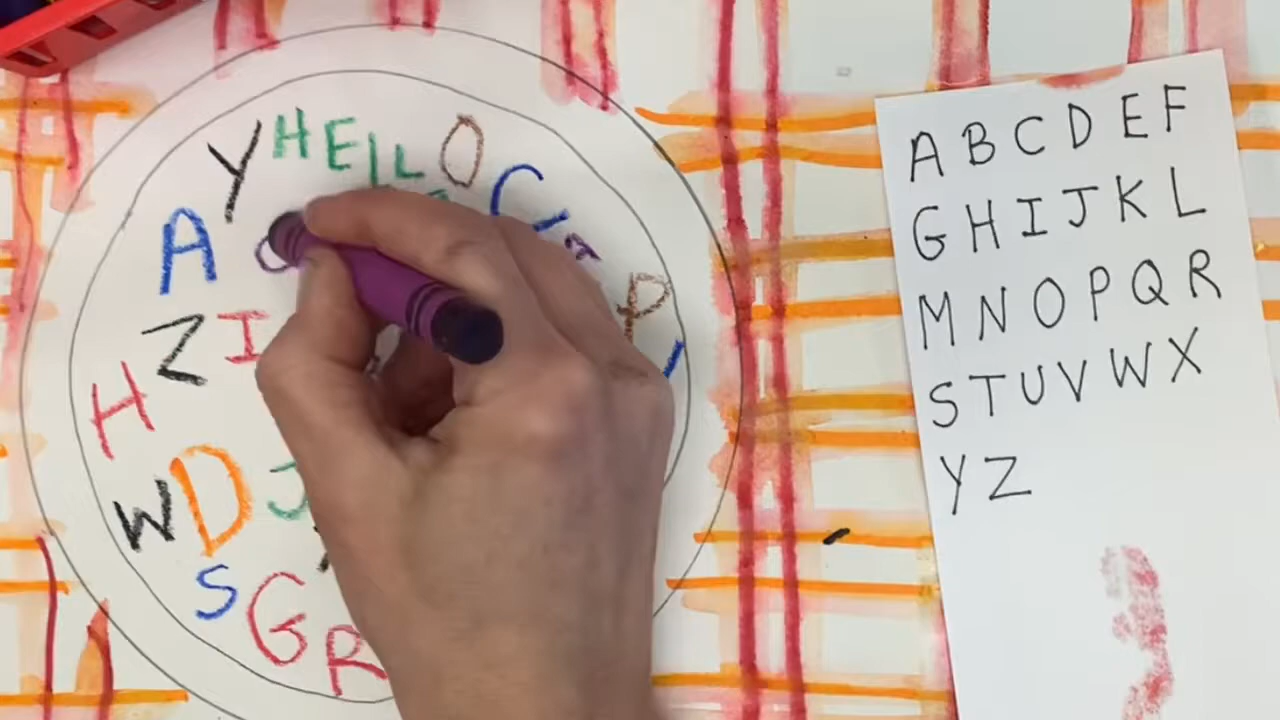 HELLO
Y
C
A
P
Z I
H
W D J
S G
R
A B C D E F
G H I J K L
M N O P Q R
S T U V W X
Y Z